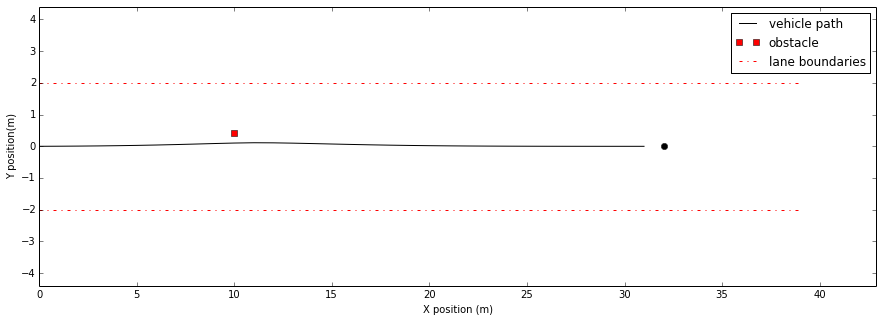 4
3
2
1
0
−1
−2
−3
−4
Y position(m)
vehicle path
obstacle
lane boundaries
0 5 10 15 20 25 30 35 40
X position (m)